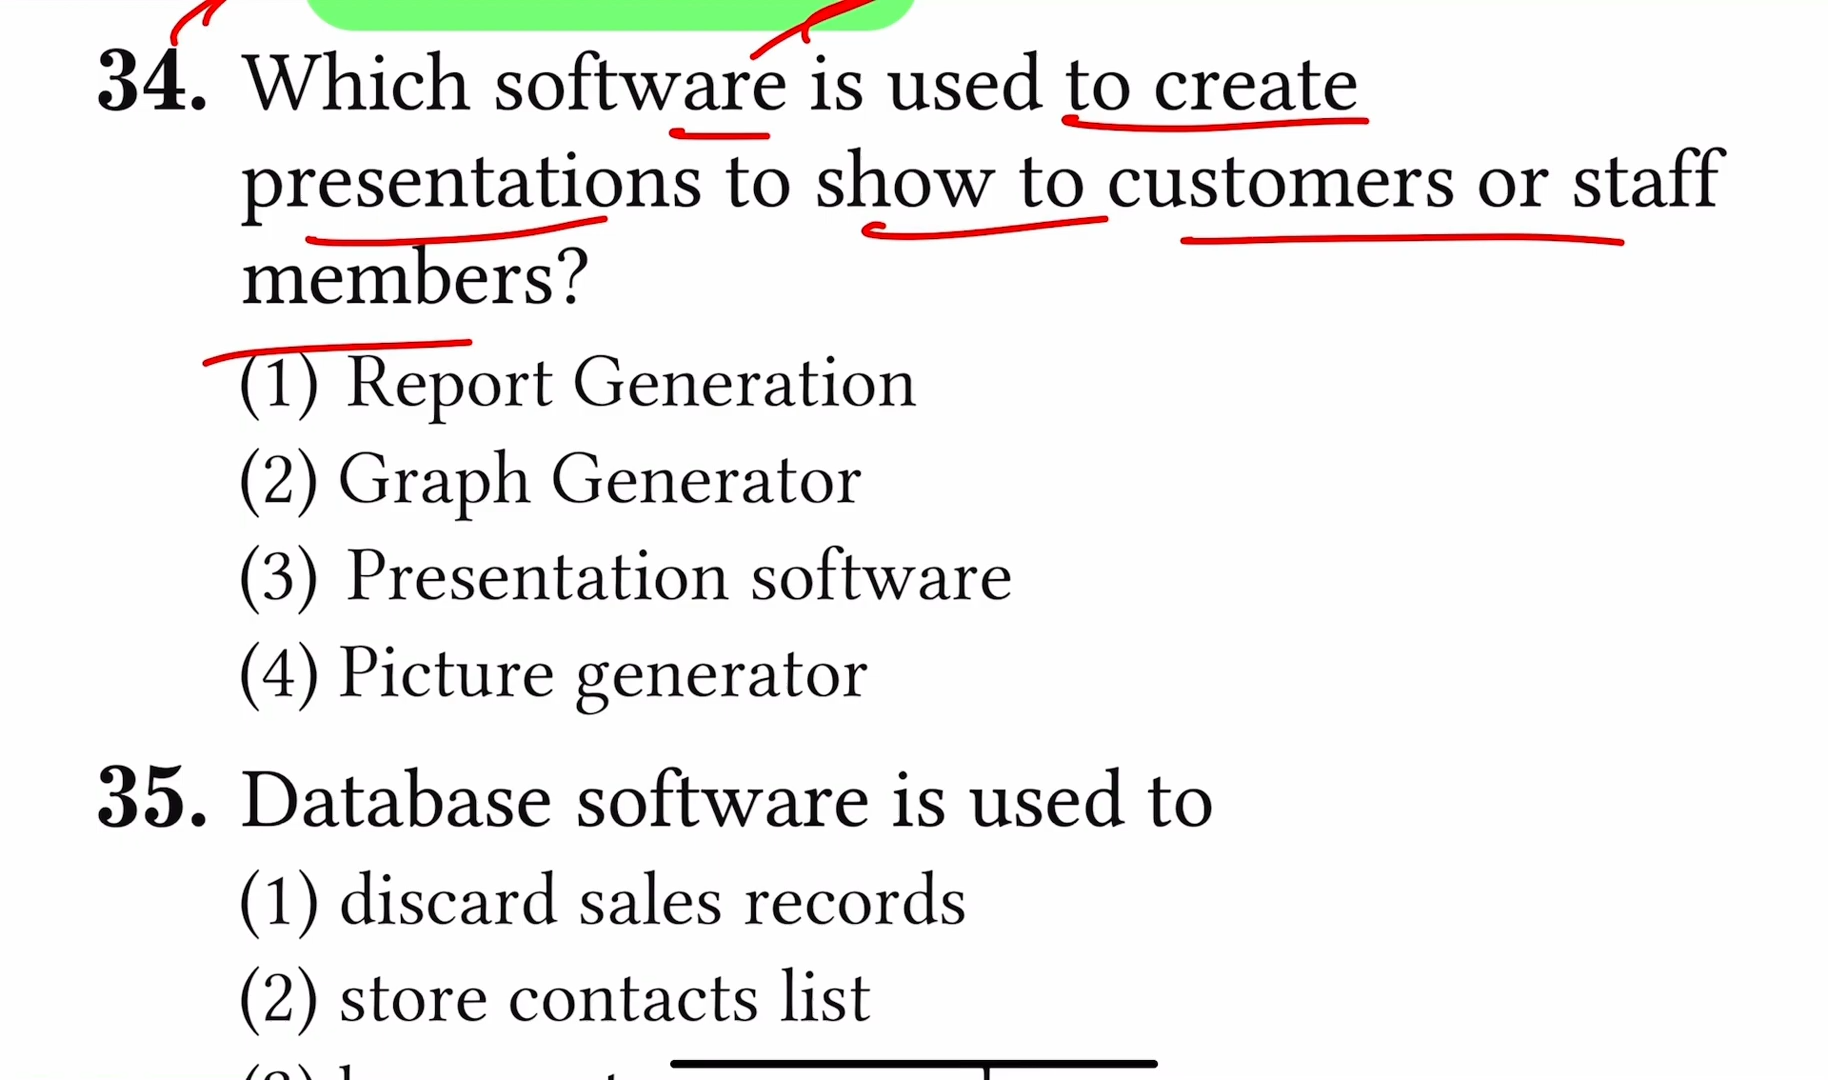 34. Which software is used to create
presentations to show to customers or staff
members?
(1) Report Generation
(2) Graph Generator
(3) Presentation software
(4) Picture generator
35. Database software is used to
(1) discard sales records
(2) store contacts list